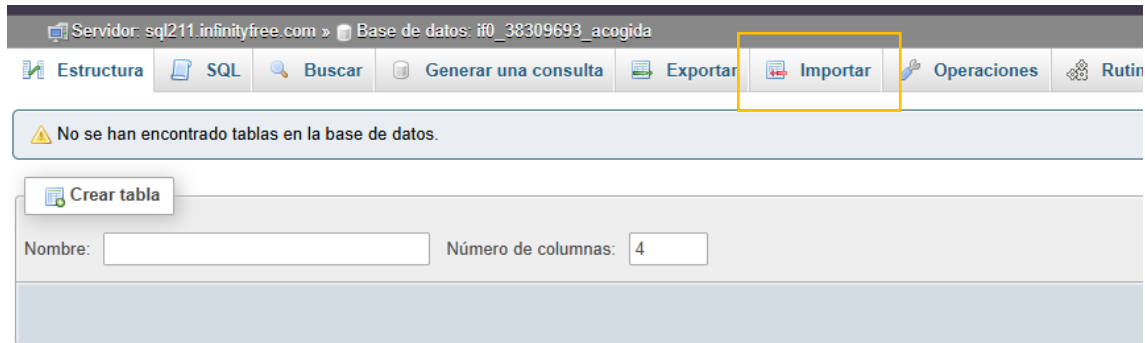 Servidor: sql211.infinityfree.com » Base de datos: if0_38309693_acogida
Estructura SQL Buscar Generar una consulta Exportar Importar Operaciones
No se han encontrado tablas en la base de datos.
Crear tabla
Nombre: Número de columnas: 4